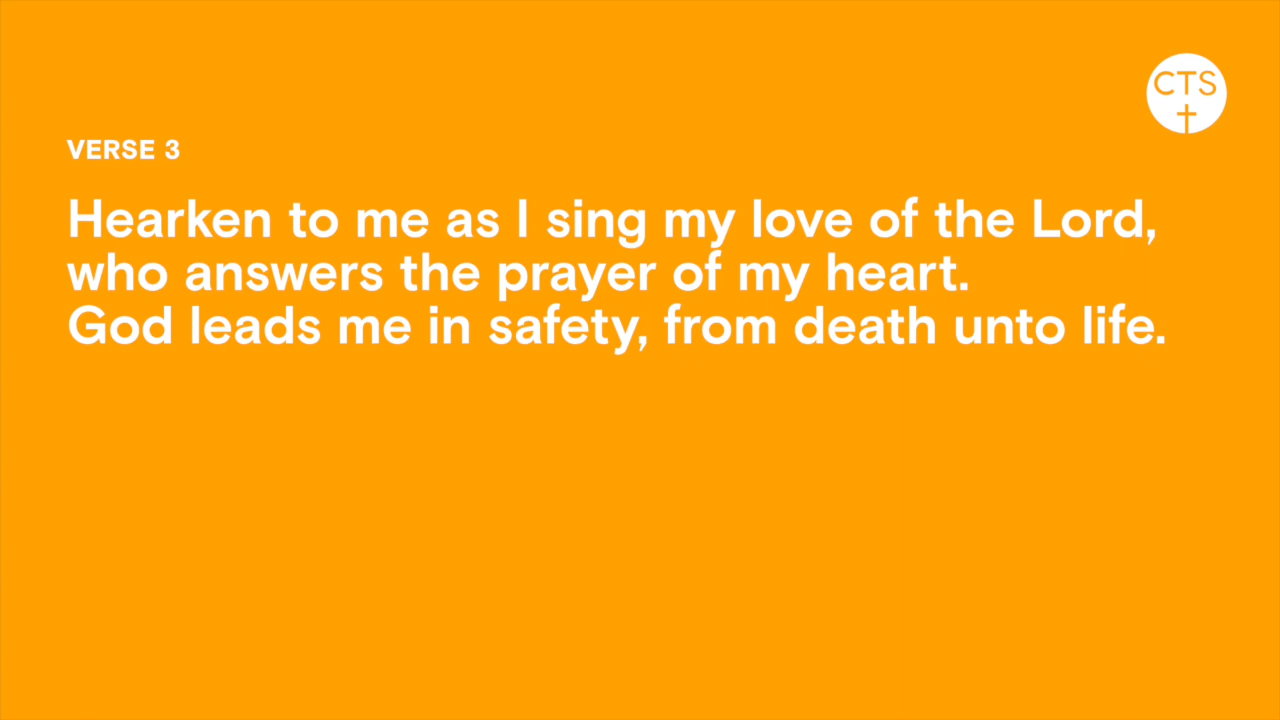 CTS
VERSE 3
Hearken to me as I sing my love of the Lord,
who answers the prayer of my heart.
God leads me in safety, from death unto life.